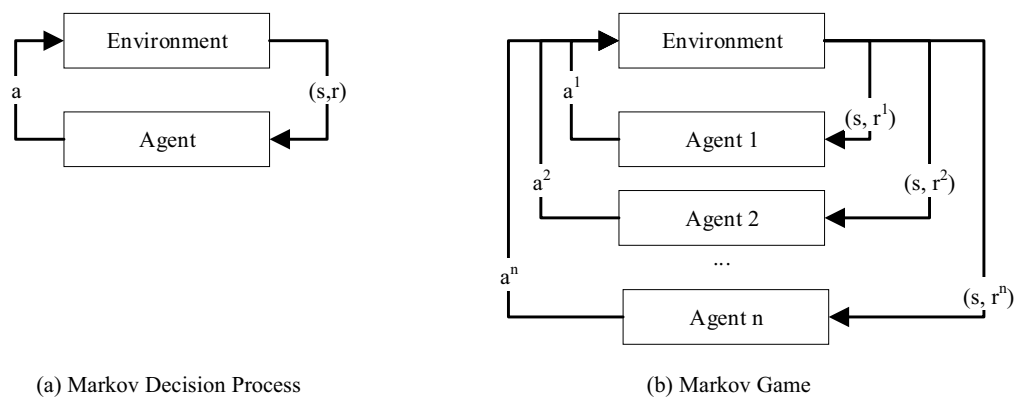 Environment
a
(s,r)
Agent
(a) Markov Decision Process
Environment
a¹
(s, r¹)
Agent 1
a²
(s, r²)
Agent 2
...
aⁿ
(s, rⁿ)
Agent n
(b) Markov Game